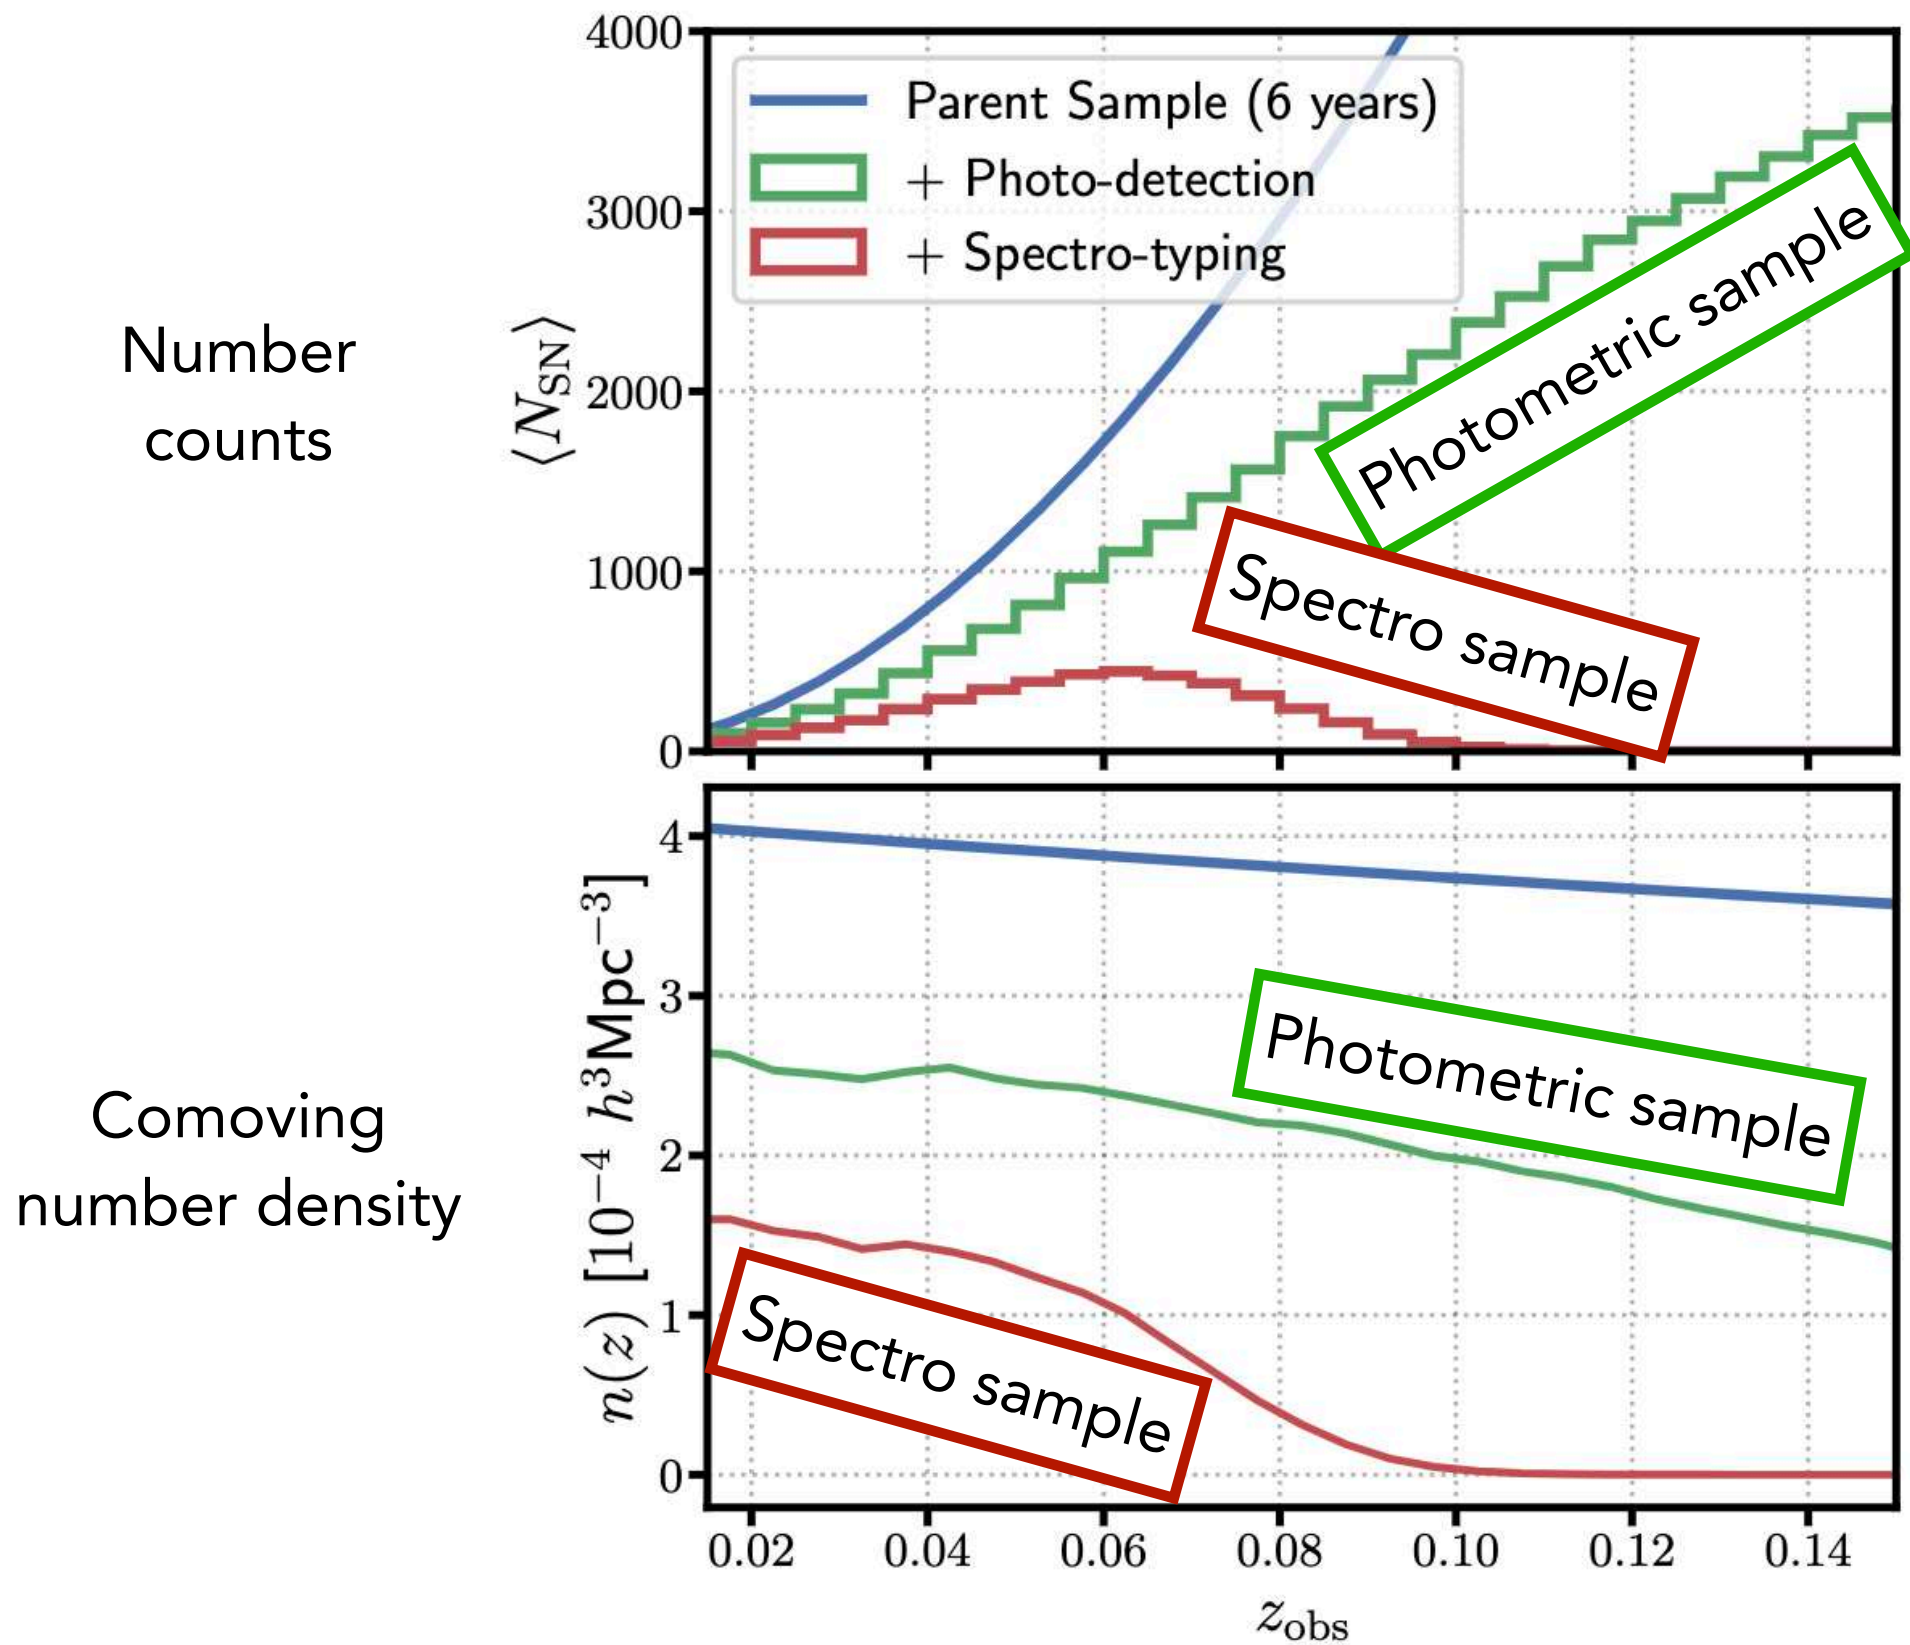 Number
counts
⟨N_SN⟩
4000
3000
2000
1000
0
Parent Sample (6 years)
+ Photo-detection
+ Spectro-typing
Photometric sample
Spectro sample
Comoving
number density
n(z) [10⁻⁴ h³Mpc⁻³]
4
3
2
1
0
Photometric sample
Spectro sample
0.02 0.04 0.06 0.08 0.10 0.12 0.14
z_obs